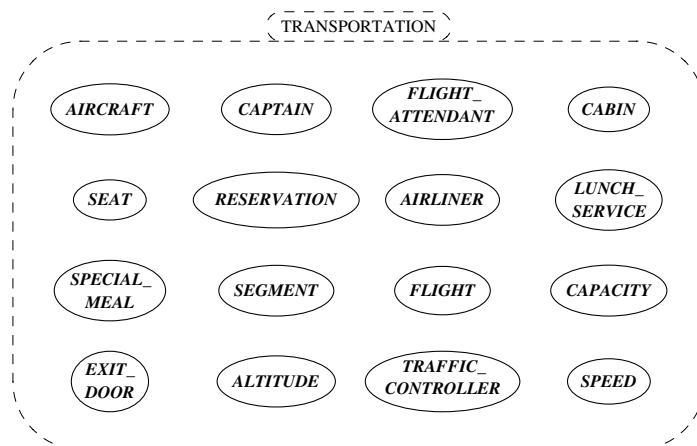 TRANSPORTATION
AIRCRAFT
CAPTAIN
FLIGHT_
ATTENDANT
CABIN
SEAT
RESERVATION
AIRLINER
LUNCH_
SERVICE
SPECIAL_
MEAL
SEGMENT
FLIGHT
CAPACITY
EXIT_
DOOR
ALTITUDE
TRAFFIC_
CONTROLLER
SPEED